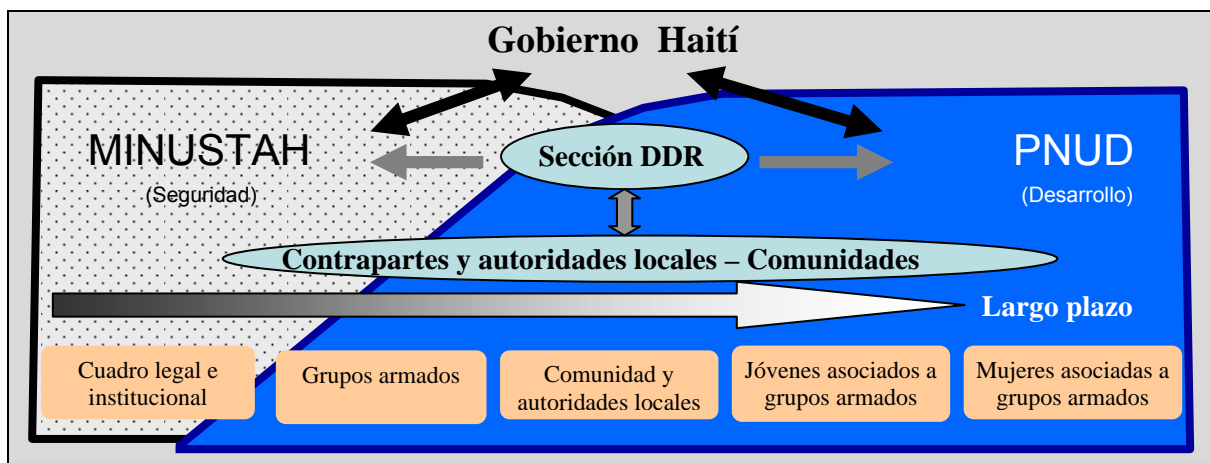 Gobierno Haití
MINUSTAH
(Seguridad)
Sección DDR
PNUD
(Desarrollo)
Contrapartes y autoridades locales – Comunidades
Largo plazo
Cuadro legal e
institucional
Grupos armados
Comunidad y
autoridades locales
Jóvenes asociados a
grupos armados
Mujeres asociadas a
grupos armados